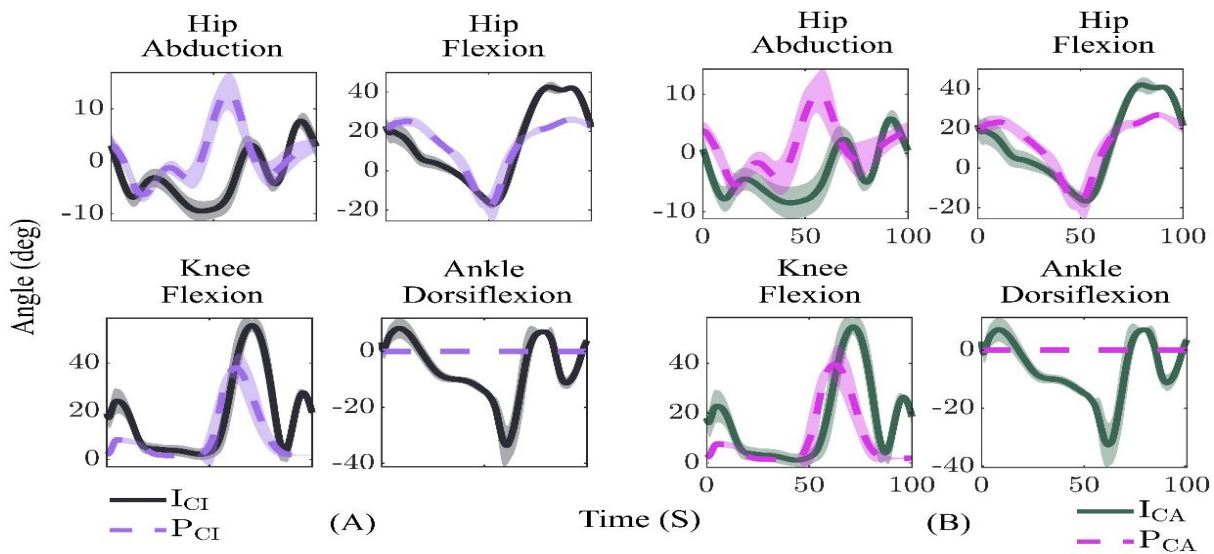 Hip
Abduction
Hip
Flexion
Hip
Abduction
Hip
Flexion
10
0
-10
40
20
0
-20
10
0
-10
0
50
100
40
20
0
-20
0
50
100
Angle (deg)
Knee
Flexion
Ankle
Dorsiflexion
Knee
Flexion
Ankle
Dorsiflexion
40
20
0
0
-20
-40
40
20
0
0
50
100
0
-20
-40
0
50
100
I_CI
P_CI
(A)
Time (S)
(B)
I_CA
P_CA